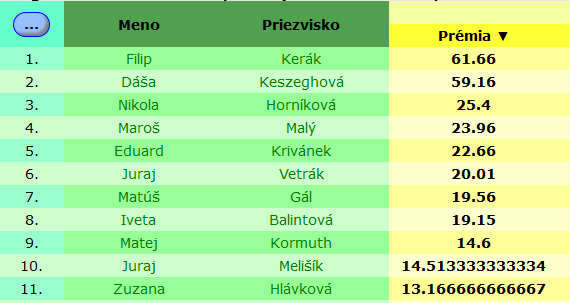 ... Meno Priezvisko Prémia ▼
1. Filip Kerák 61.66
2. Dáša Keszeghová 59.16
3. Nikola Horníková 25.4
4. Maroš Malý 23.96
5. Eduard Krivánek 22.66
6. Juraj Vetrák 20.01
7. Matúš Gál 19.56
8. Iveta Balintová 19.15
9. Matej Kormuth 14.6
10. Juraj Melišík 14.513333333334
11. Zuzana Hlávková 13.166666666667